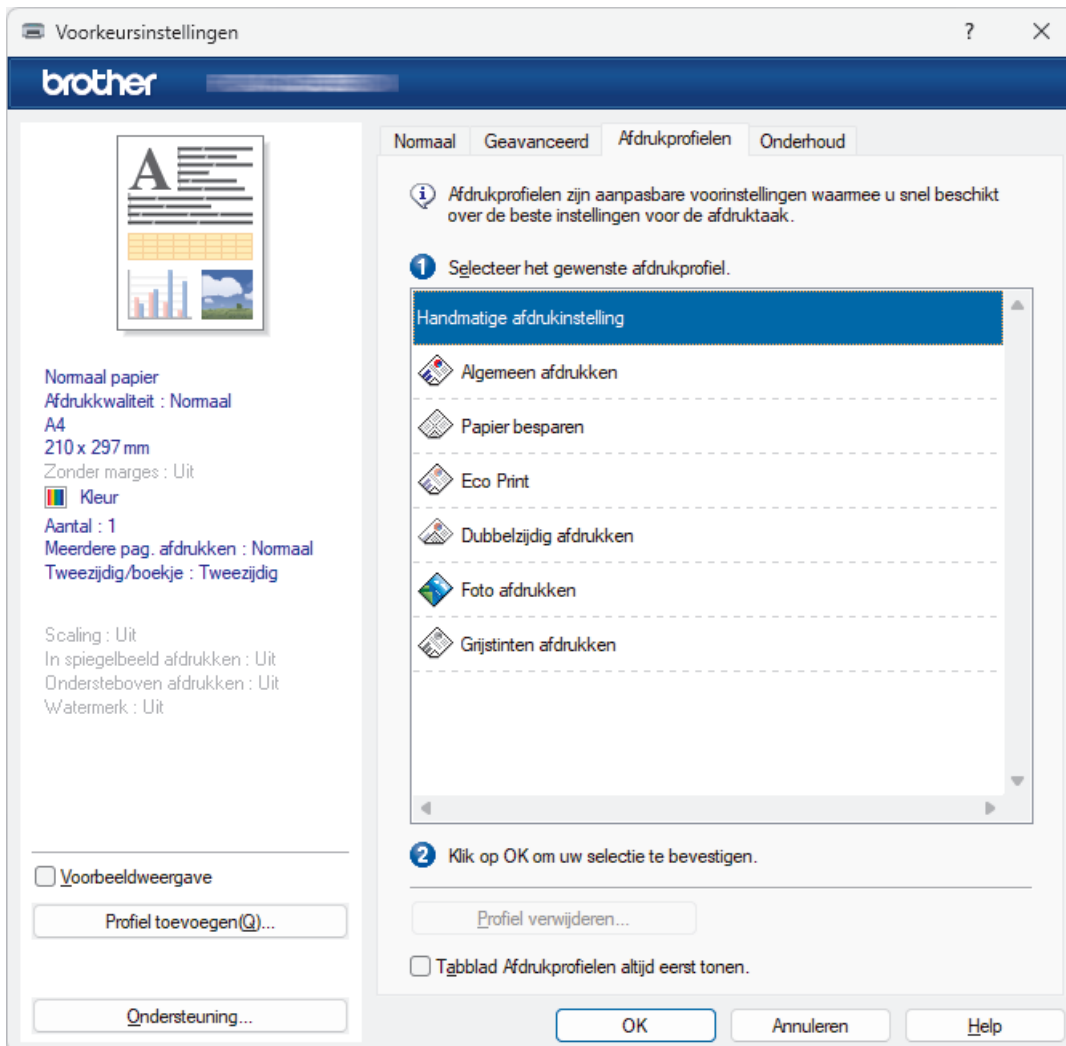 Voorkeursinstellingen
?
brother
A
Normaal papier
Afdrukkwaliteit : Normaal
A4
210 x 297 mm
Zonder marges : Uit
Kleur
Aantal : 1
Meerdere pag. afdrukken : Normaal
Tweezijdig/boekje : Tweezijdig
Scaling : Uit
In spiegelbeeld afdrukken : Uit
Ondersteboven afdrukken : Uit
Watermerk : Uit
Voorbeeldweergave
Profiel toevoegen(Q)...
Ondersteuning...
Normaal Geavanceerd Afdrukprofielen Onderhoud
Afdrukprofielen zijn aanpasbare voorinstellingen waarmee u snel beschikt
over de beste instellingen voor de afdruktaak.
1 Selecteer het gewenste afdrukprofiel.
Handmatige afdrukinstelling
Algemeen afdrukken
Papier besparen
Eco Print
Dubbelzijdig afdrukken
Foto afdrukken
Grijstinten afdrukken
2 Klik op OK om uw selectie te bevestigen.
Profiel verwijderen...
Tabblad Afdrukprofielen altijd eerst tonen.
OK Annuleren Help